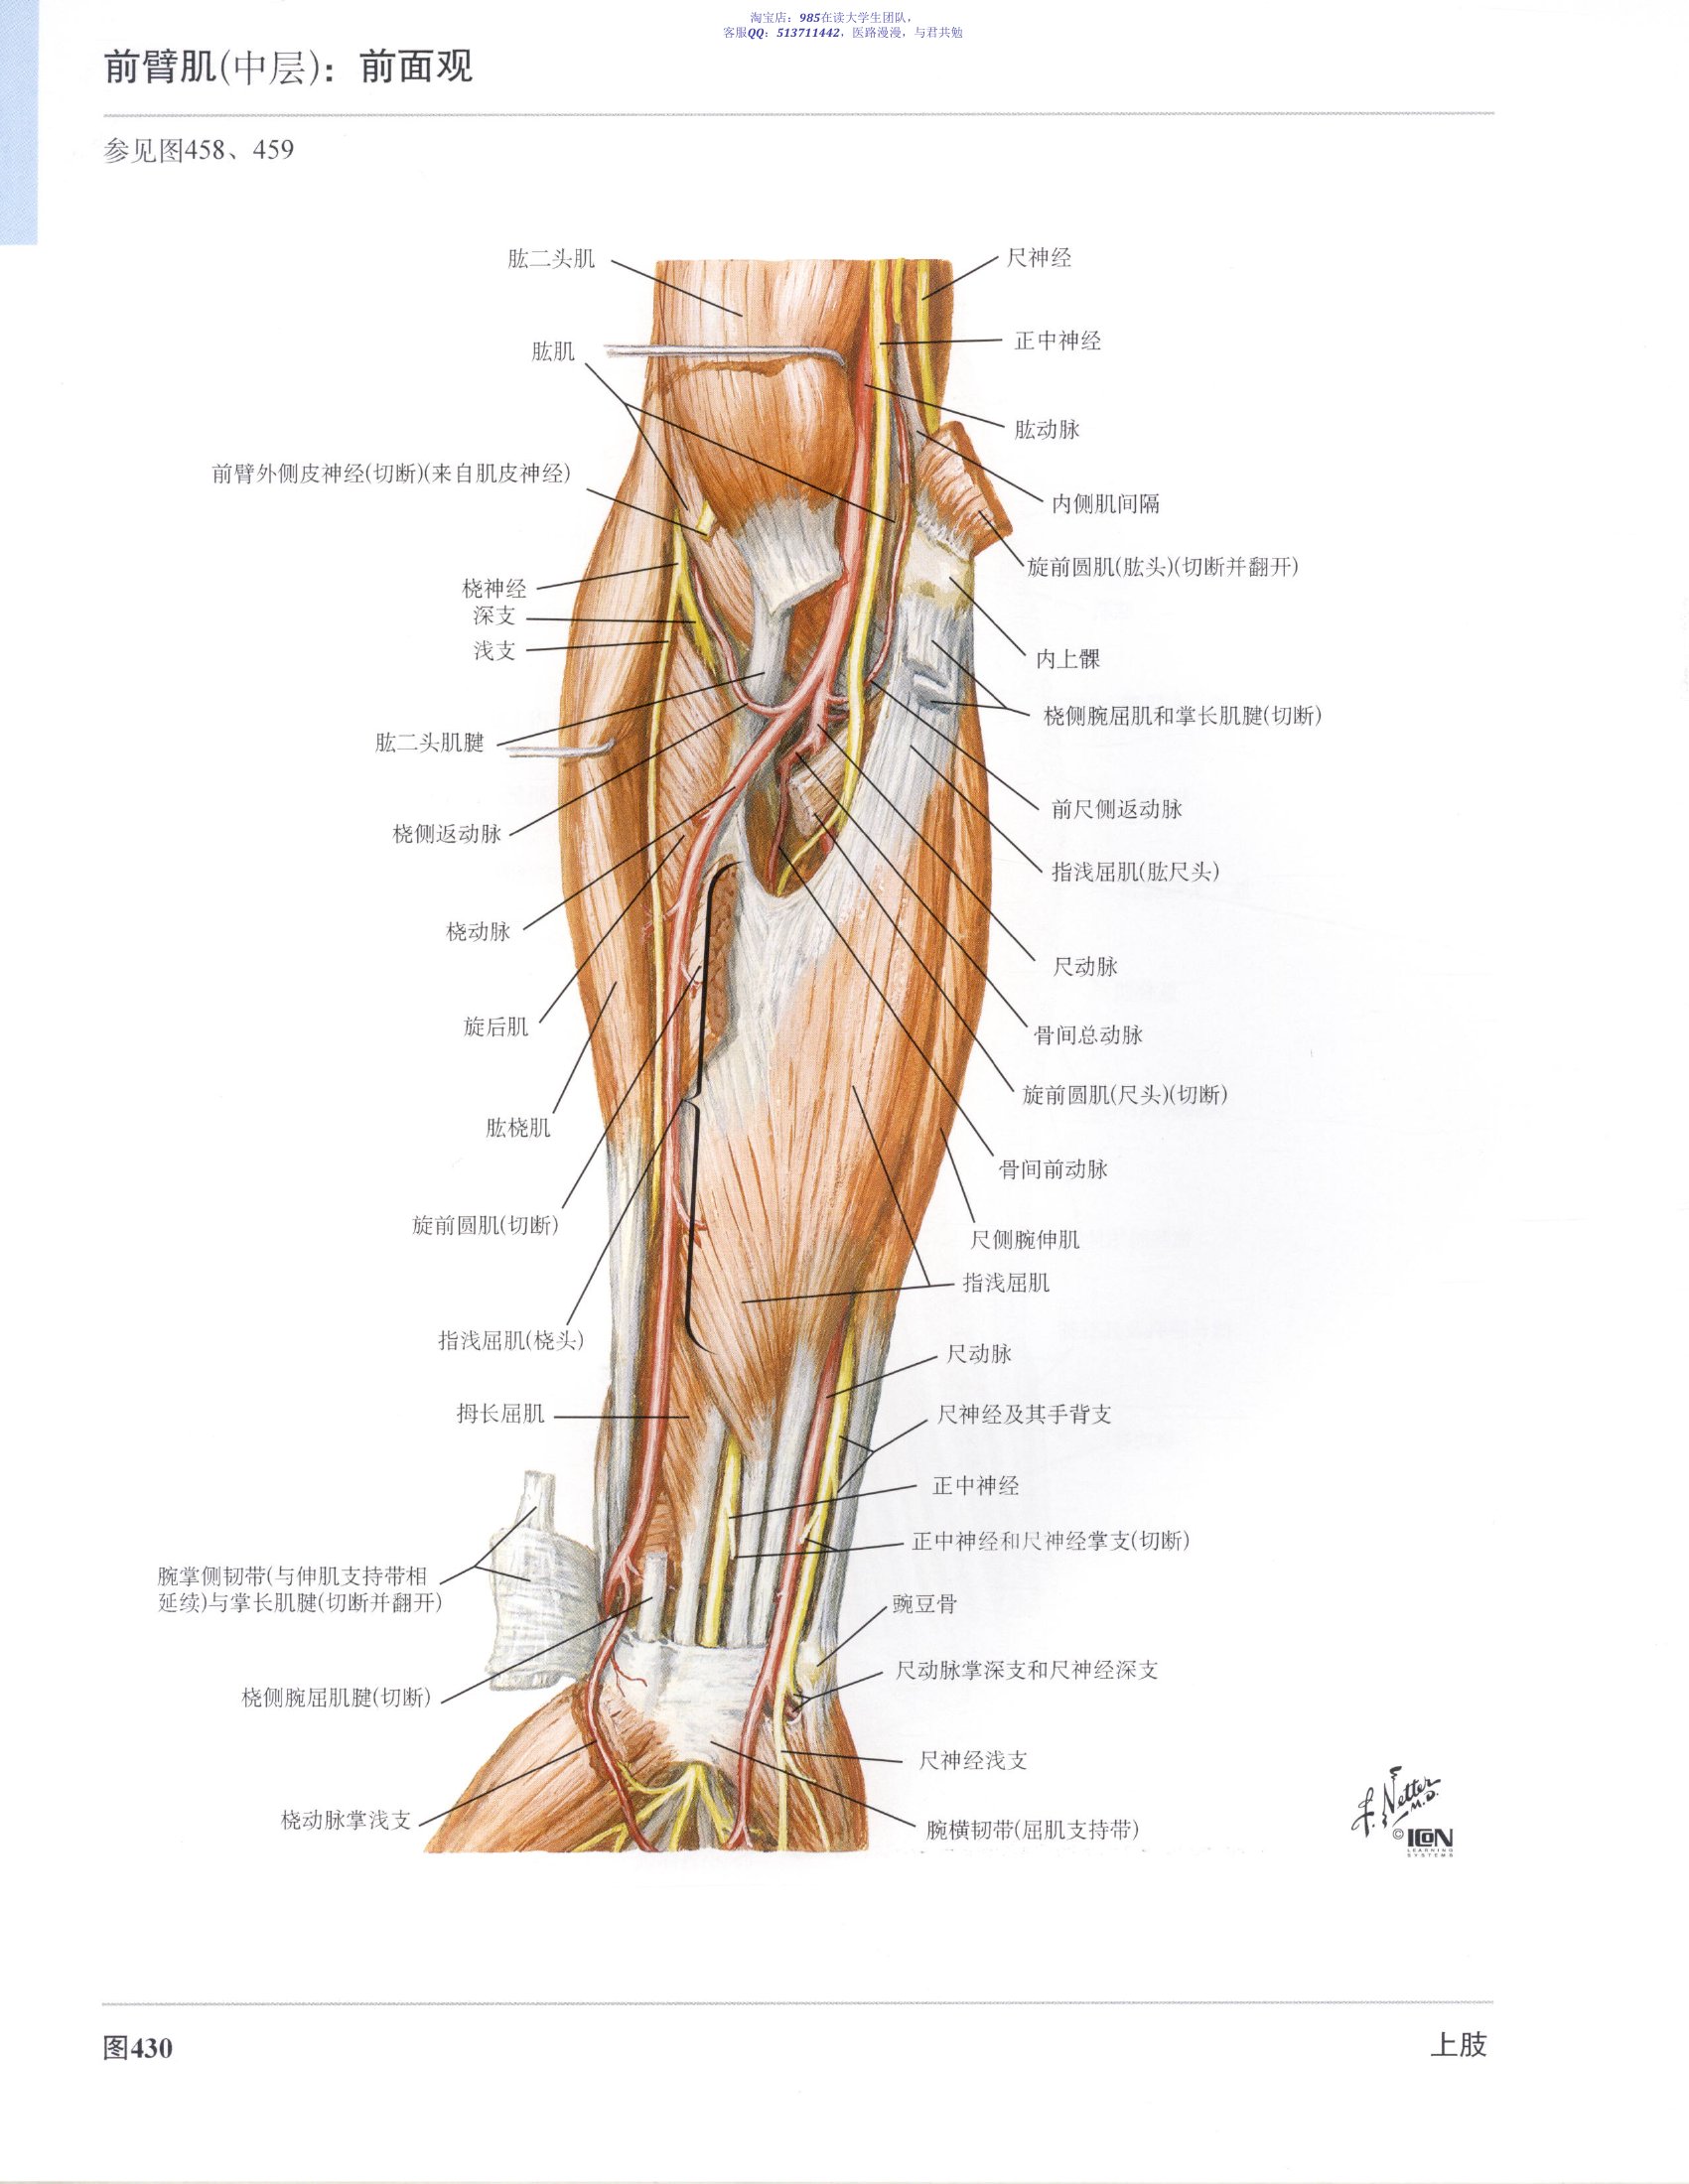 淘宝店：985在读大学生团队，
客服QQ：513711442，医路漫漫，与君共勉
前臂肌(中层)：前面观
参见图458、459
肱二头肌
肱肌
前臂外侧皮神经(切断)(来自肌皮神经)
桡神经
深支
浅支
肱二头肌腱
桡侧返动脉
桡动脉
旋后肌
肱桡肌
旋前圆肌(切断)
指浅屈肌(桡头)
拇长屈肌
腕掌侧韧带(与伸肌支持带相
延续)与掌长肌腱(切断并翻开)
桡侧腕屈肌腱(切断)
桡动脉掌浅支
尺神经
正中神经
肱动脉
内侧肌间隔
旋前圆肌(肱头)(切断并翻开)
内上髁
桡侧腕屈肌和掌长肌腱(切断)
前尺侧返动脉
指浅屈肌(肱尺头)
尺动脉
骨间总动脉
旋前圆肌(尺头)(切断)
骨间前动脉
尺侧腕伸肌
指浅屈肌
尺动脉
尺神经及其手背支
正中神经
正中神经和尺神经掌支(切断)
豌豆骨
尺动脉掌深支和尺神经深支
尺神经浅支
腕横韧带(屈肌支持带)
F. Netter
M.D.
© ICON
LEARNING
SYSTEMS
图430
上肢